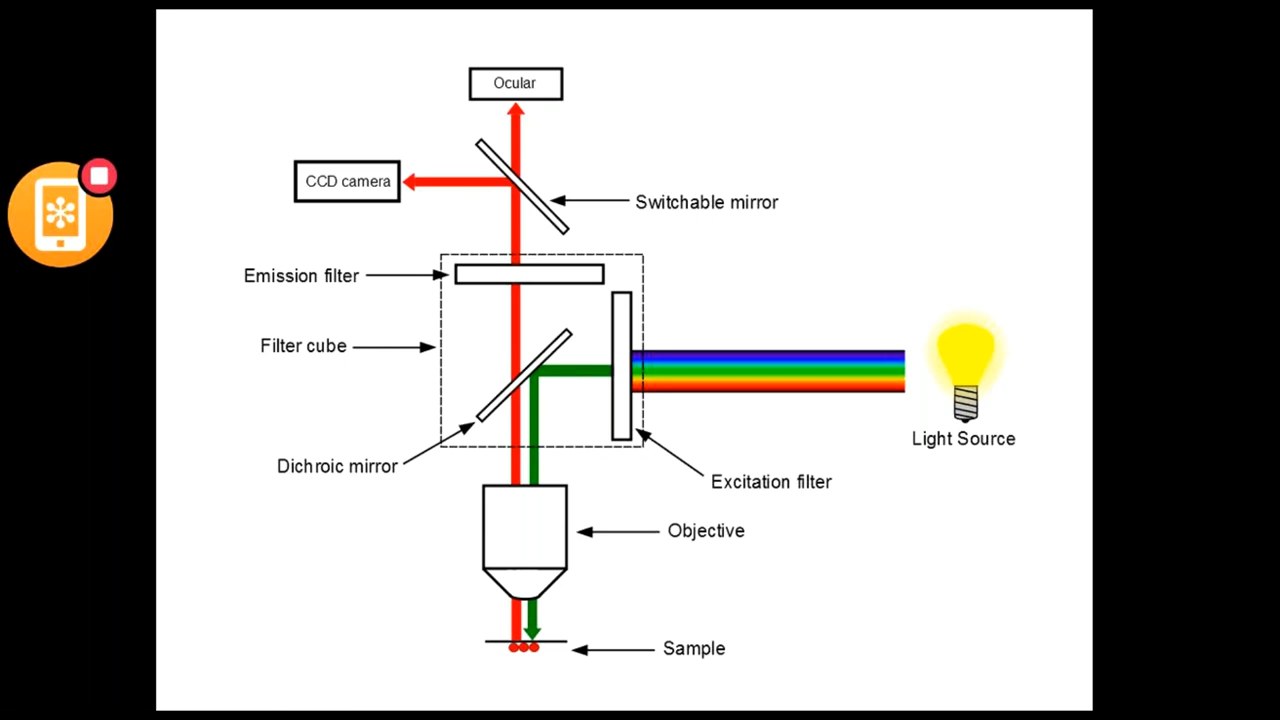 Ocular
CCD camera
Switchable mirror
Emission filter
Filter cube
Light Source
Dichroic mirror
Excitation filter
Objective
Sample